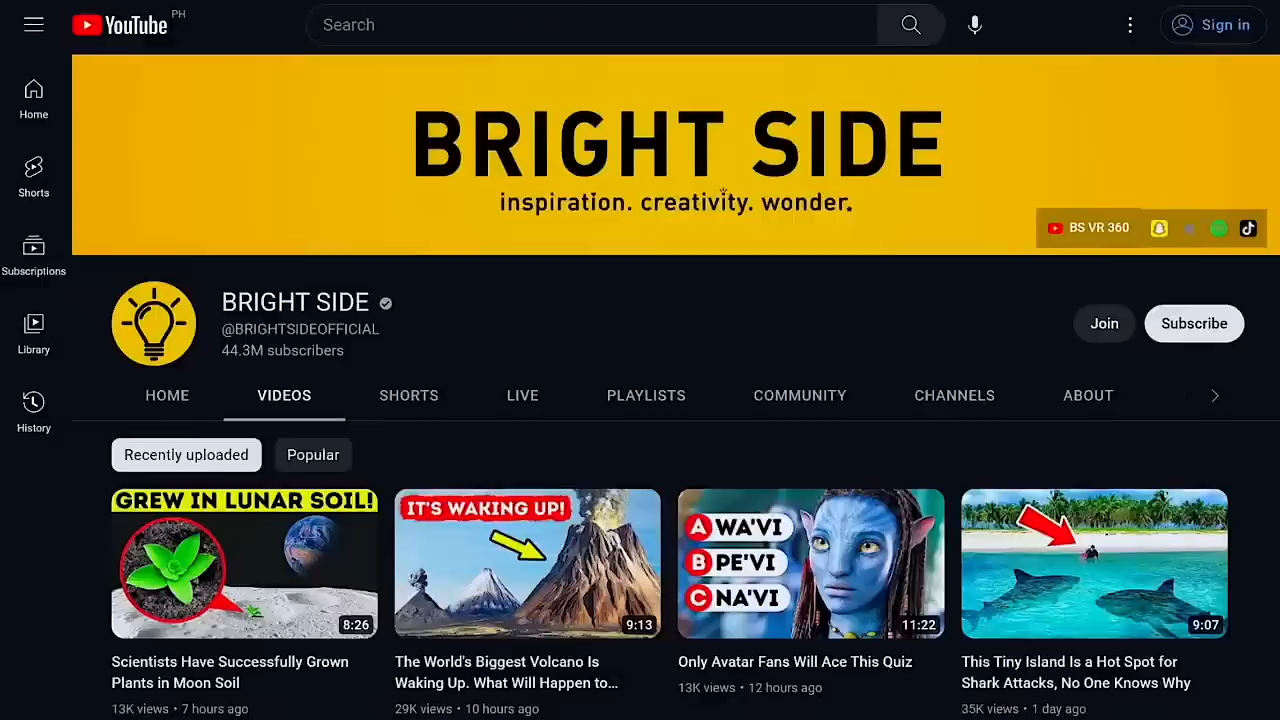 YouTube PH
Search
Sign in
Home
Shorts
Subscriptions
Library
History
BRIGHT SIDE
inspiration. creativity. wonder.
BS VR 360
BRIGHT SIDE
@BRIGHTSIDEOFFICIAL
44.3M subscribers
Join
Subscribe
HOME VIDEOS SHORTS LIVE PLAYLISTS COMMUNITY CHANNELS ABOUT
Recently uploaded Popular
GREW IN LUNAR SOIL!
8:26
Scientists Have Successfully Grown
Plants in Moon Soil
13K views • 7 hours ago
IT'S WAKING UP!
9:13
The World's Biggest Volcano Is
Waking Up. What Will Happen to...
29K views • 10 hours ago
A WA'VI
B PE'VI
C NA'VI
11:22
Only Avatar Fans Will Ace This Quiz
13K views • 12 hours ago
9:07
This Tiny Island Is a Hot Spot for
Shark Attacks, No One Knows Why
35K views • 1 day ago